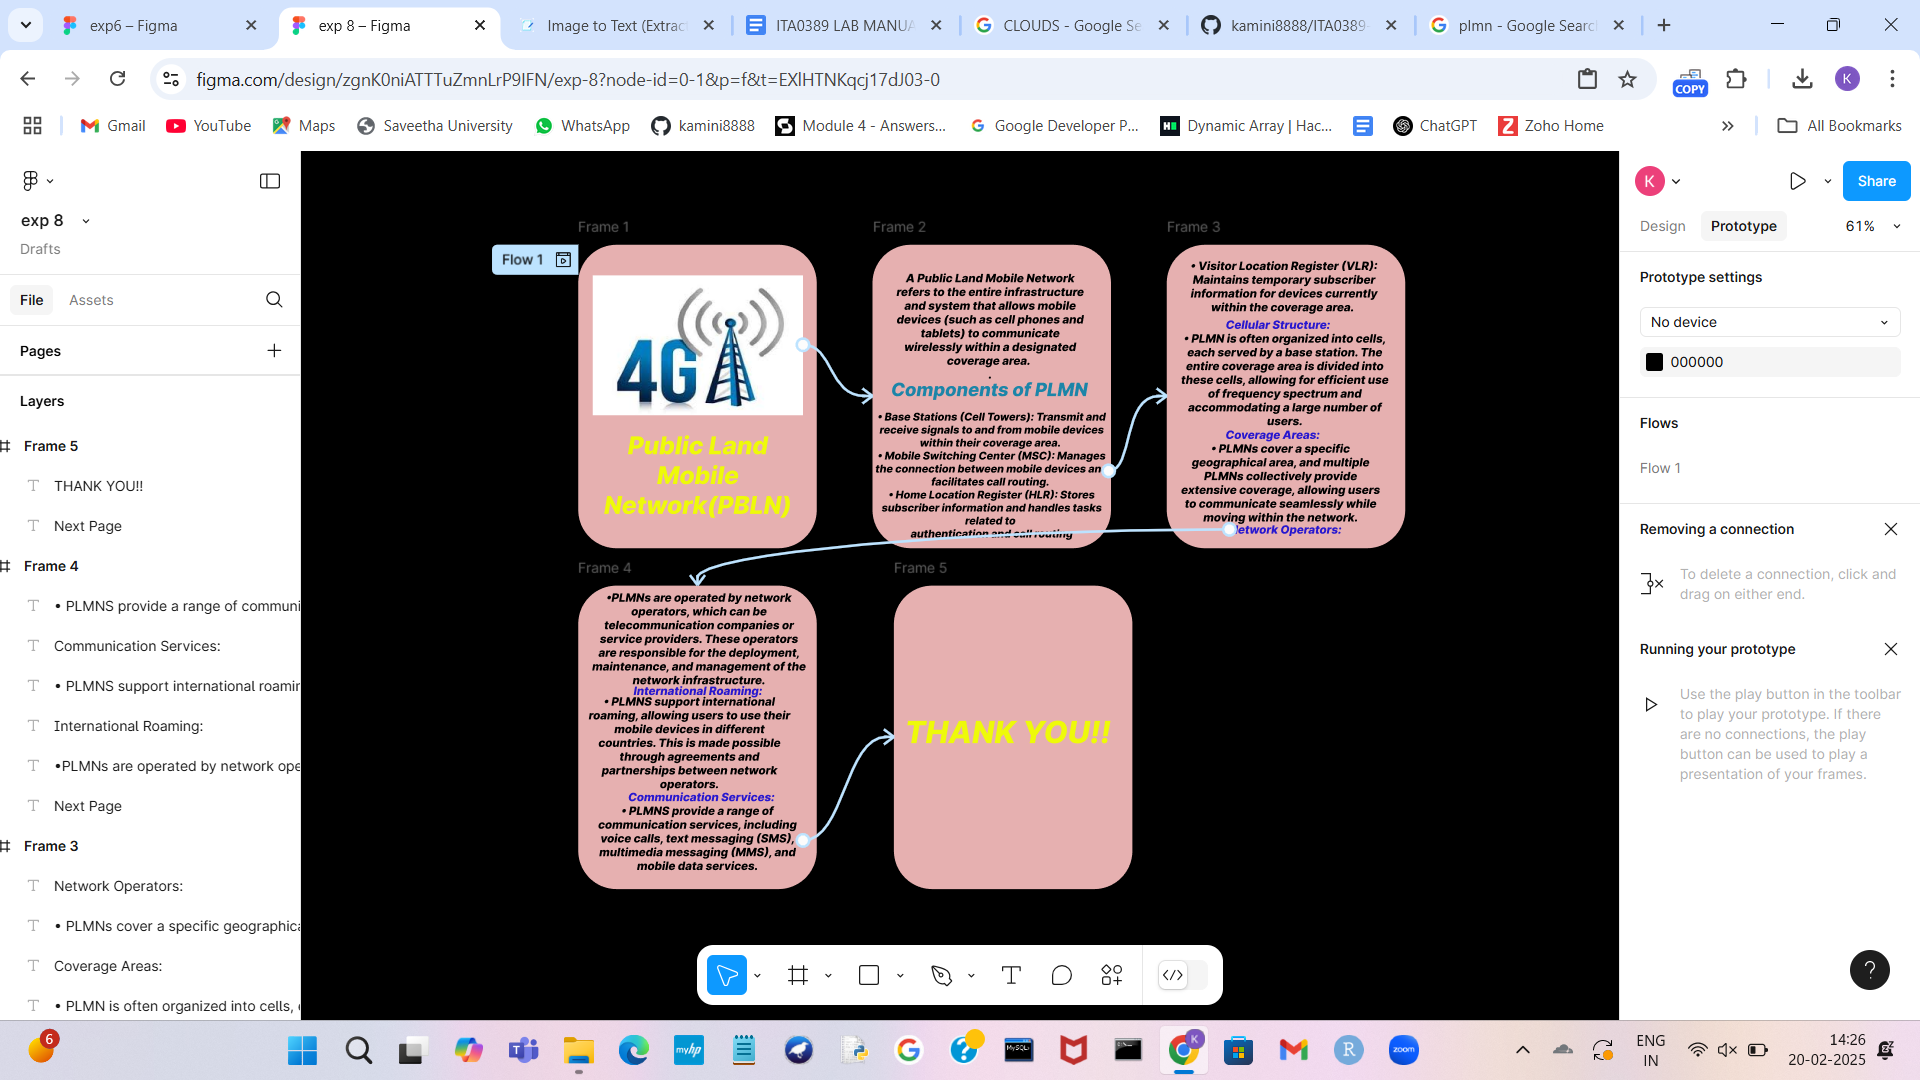 exp6 – Figma
exp 8 – Figma
Image to Text (Extrac
ITA0389 LAB MANUA
CLOUDS - Google Se
kamini8888/ITA0389-
plmn - Google Searc
figma.com/design/zgnK0niATTTuZmnLrP9IFN/exp-8?node-id=0-1&p=f&t=EXlHTNKqcj17dJ03-0
COPY
K
Gmail
YouTube
Maps
Saveetha University
WhatsApp
kamini8888
Module 4 - Answers...
Google Developer P...
Dynamic Array | Hac...
ChatGPT
Zoho Home
All Bookmarks
exp 8
Drafts
File
Assets
Pages
Layers
Frame 5
THANK YOU!!
Next Page
Frame 4
• PLMNS provide a range of communi
Communication Services:
• PLMNS support international roamin
International Roaming:
•PLMNs are operated by network ope
Next Page
Frame 3
Network Operators:
• PLMNs cover a specific geographica
Coverage Areas:
• PLMN is often organized into cells, e
Flow 1
Frame 1
4G
Public Land
Mobile
Network(PBLN)
Frame 2
A Public Land Mobile Network
refers to the entire infrastructure
and system that allows mobile
devices (such as cell phones and
tablets) to communicate
wirelessly within a designated
coverage area.
.
Components of PLMN
• Base Stations (Cell Towers): Transmit and
receive signals to and from mobile devices
within their coverage area.
• Mobile Switching Center (MSC): Manages
the connection between mobile devices an
facilitates call routing.
• Home Location Register (HLR): Stores
subscriber information and handles tasks
related to
authentication and call routing
Frame 3
• Visitor Location Register (VLR):
Maintains temporary subscriber
information for devices currently
within the coverage area.
Cellular Structure:
• PLMN is often organized into cells,
each served by a base station. The
entire coverage area is divided into
these cells, allowing for efficient use
of frequency spectrum and
accommodating a large number of
users.
Coverage Areas:
• PLMNs cover a specific
geographical area, and multiple
PLMNs collectively provide
extensive coverage, allowing users
to communicate seamlessly while
moving within the network.
etwork Operators:
Frame 4
•PLMNs are operated by network
operators, which can be
telecommunication companies or
service providers. These operators
are responsible for the deployment,
maintenance, and management of the
network infrastructure.
International Roaming:
• PLMNS support international
roaming, allowing users to use their
mobile devices in different
countries. This is made possible
through agreements and
partnerships between network
operators.
Communication Services:
• PLMNS provide a range of
communication services, including
voice calls, text messaging (SMS),
multimedia messaging (MMS), and
mobile data services.
Frame 5
THANK YOU!!
K
Share
Design
Prototype
61%
Prototype settings
No device
000000
Flows
Flow 1
Removing a connection
To delete a connection, click and
drag on either end.
Running your prototype
Use the play button in the toolbar
to play your prototype. If there
are no connections, the play
button can be used to play a
presentation of your frames.
?
6
myhp
MySQL
K
R
zoom
ENG
IN
14:26
20-02-2025